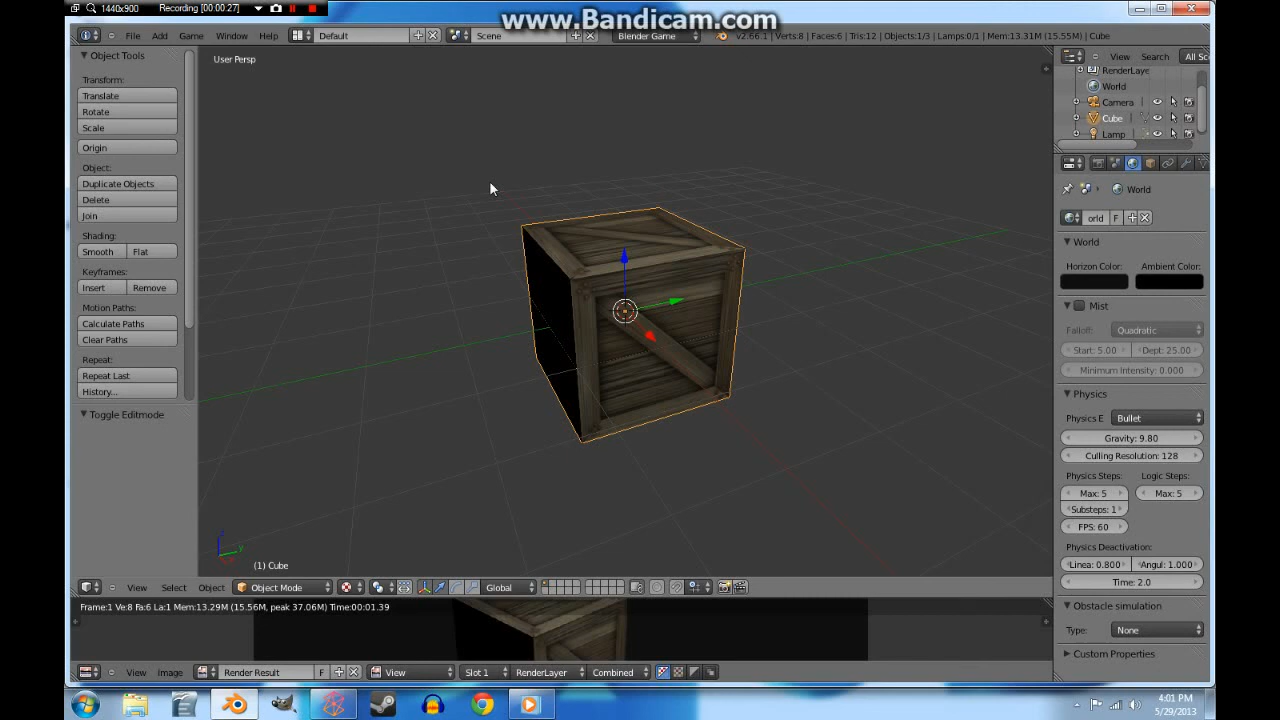 1440x900 Recording [00:00:27]
www.Bandicam.com
File Add Game Window Help Default Scene Blender Game v2.66.1 | Verts:8 | Faces:6 | Tris:12 | Objects:1/3 | Lamps:0/1 | Mem:13.31M (15.55M) | Cube
Object Tools
Transform:
Translate
Rotate
Scale
Origin
Object:
Duplicate Objects
Delete
Join
Shading:
Smooth Flat
Keyframes:
Insert Remove
Motion Paths:
Calculate Paths
Clear Paths
Repeat:
Repeat Last
History...
Toggle Editmode
User Persp
(1) Cube
View Select Object Object Mode Global
Frame:1 Ve:8 Fa:6 La:1 Mem:13.29M (15.56M, peak 37.06M) Time:00:01.39
View Image Render Result F View Slot 1 RenderLayer Combined
View Search All Sc
RenderLaye
World
Camera
Cube
Lamp
World
orld F
World
Horizon Color: Ambient Color:
Mist
Falloff: Quadratic
Start: 5.00 Dept: 25.00
Minimum Intensity: 0.000
Physics
Physics E Bullet
Gravity: 9.80
Culling Resolution: 128
Physics Steps: Logic Steps:
Max: 5 Max: 5
Substeps: 1
FPS: 60
Physics Deactivation:
Linea: 0.800 Angul: 1.000
Time: 2.0
Obstacle simulation
Type: None
Custom Properties
4:01 PM
5/29/2013